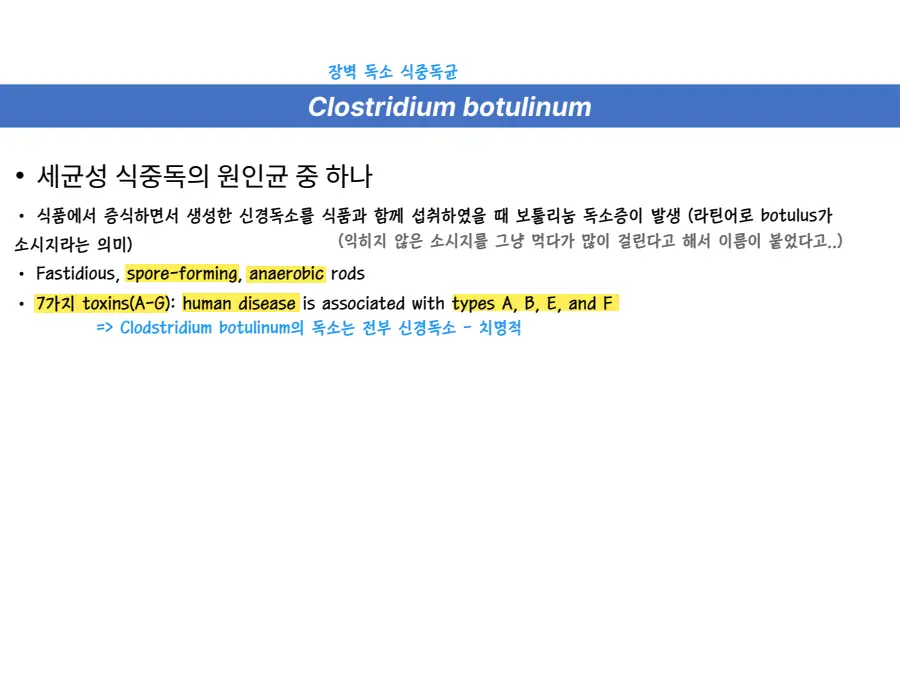 장벽 독소 식중독균
Clostridium botulinum
• 세균성 식중독의 원인균 중 하나
• 식품에서 증식하면서 생성한 신경독소를 식품과 함께 섭취하였을 때 보툴리눔 독소증이 발생 (라틴어로 botulus가
소시지라는 의미)
(익히지 않은 소시지를 그냥 먹다가 많이 걸린다고 해서 이름이 붙었다고..)
• Fastidious, spore-forming, anaerobic rods
• 7가지 toxins(A-G): human disease is associated with types A, B, E, and F
=> Clodstridium botulinum의 독소는 전부 신경독소 - 치명적